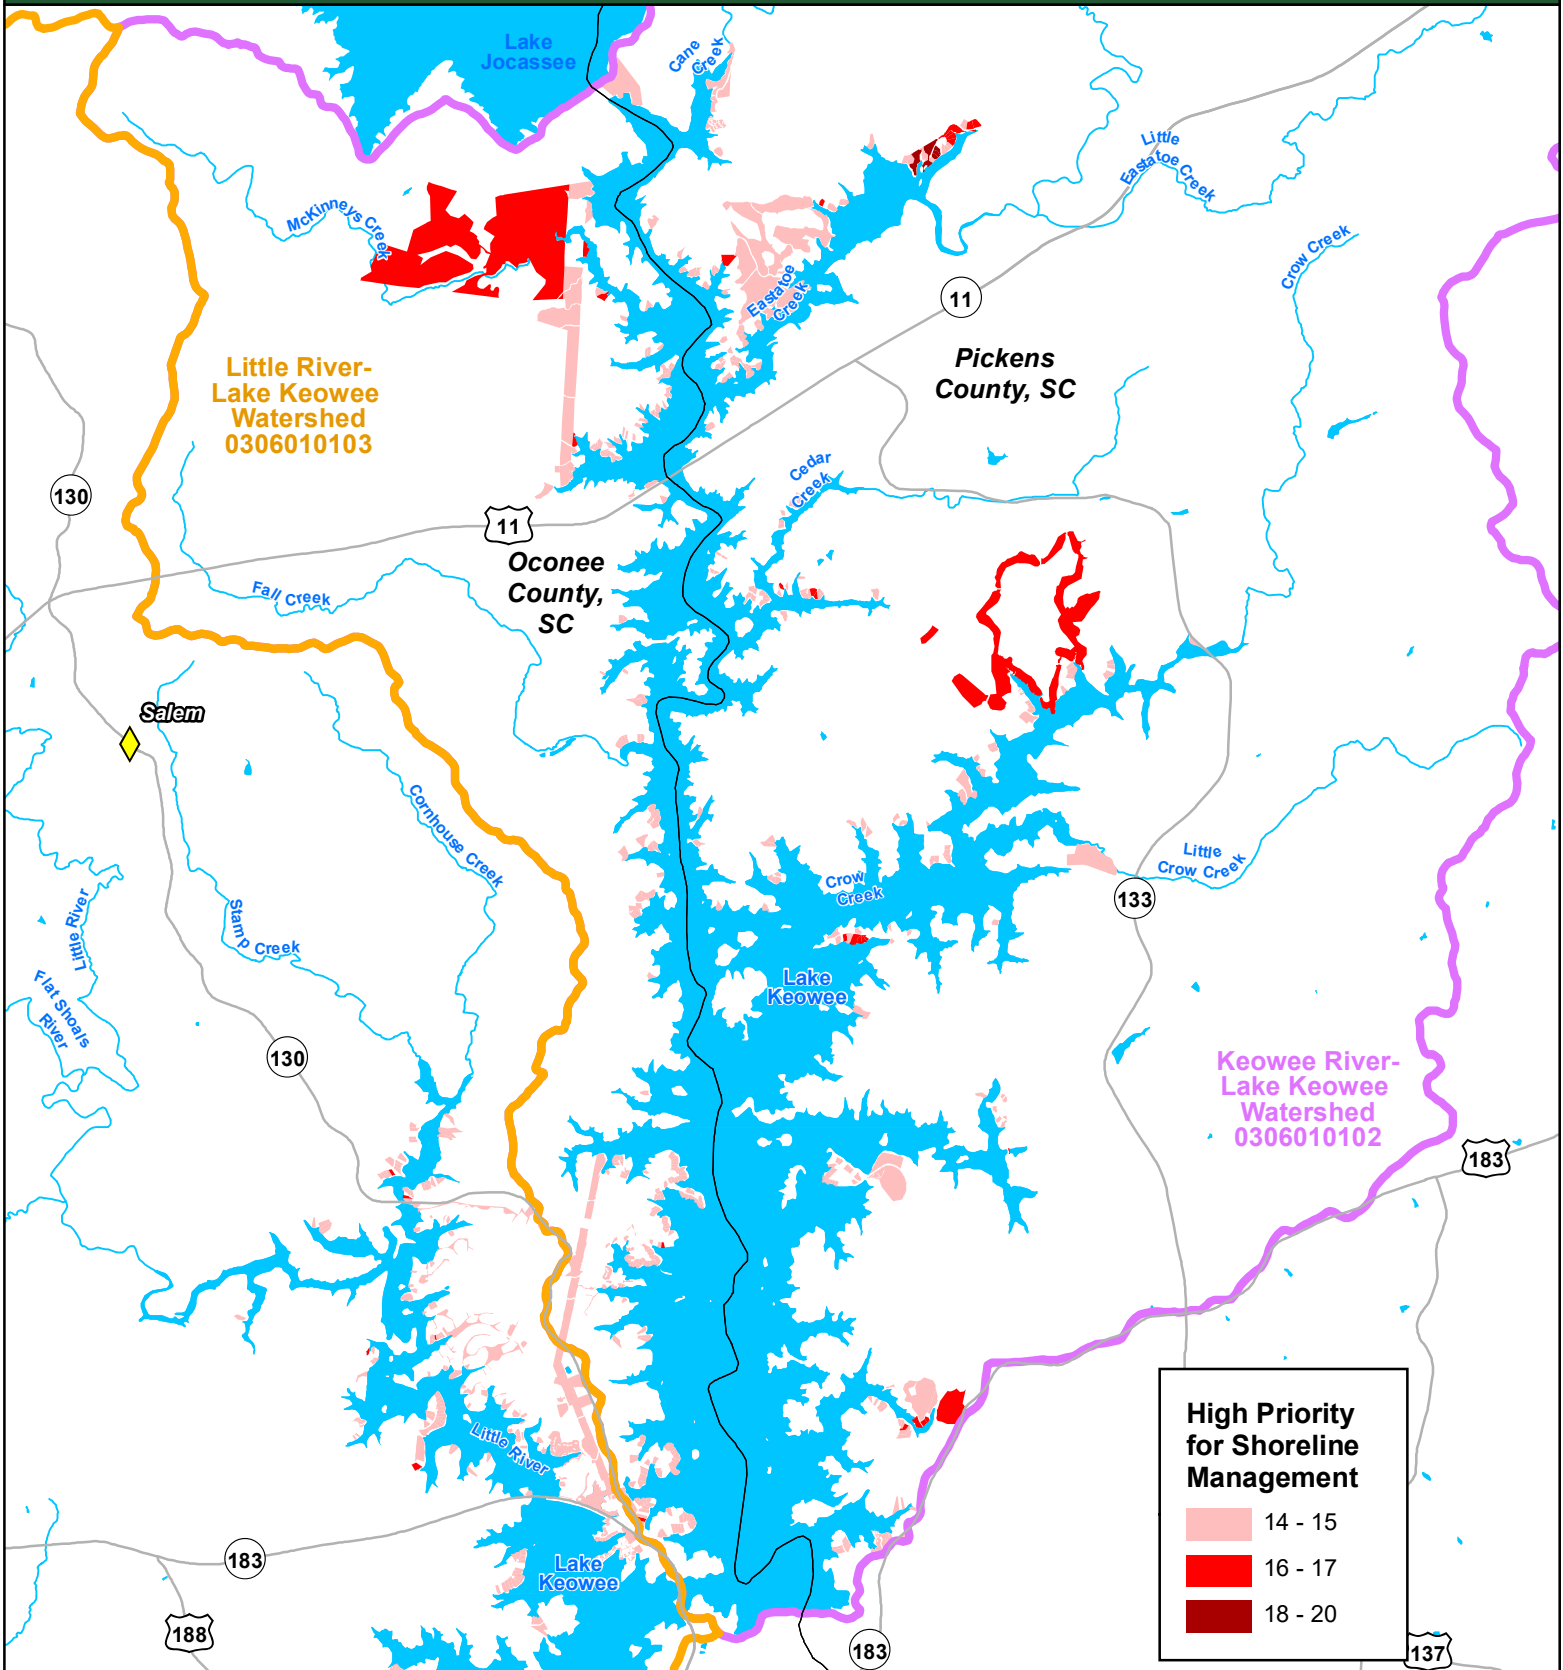 Lake
Jocassee
Cane
Creek
Little
Eastatoe Creek
McKinneys Creek
Crow Creek
Eastatoe
Creek
11
Pickens
County, SC
Little River-
Lake Keowee
Watershed
0306010103
Cedar
Creek
130
11
Oconee
County,
SC
Fall Creek
Salem
Cornhouse Creek
Little
Crow Creek
Crow
Creek
133
Little River
Stamp Creek
Flat Shoals
River
Lake
Keowee
130
Keowee River-
Lake Keowee
Watershed
0306010102
183
Little River
High Priority
for Shoreline
Management
14 - 15
16 - 17
18 - 20
183
Lake
Keowee
188
183
137